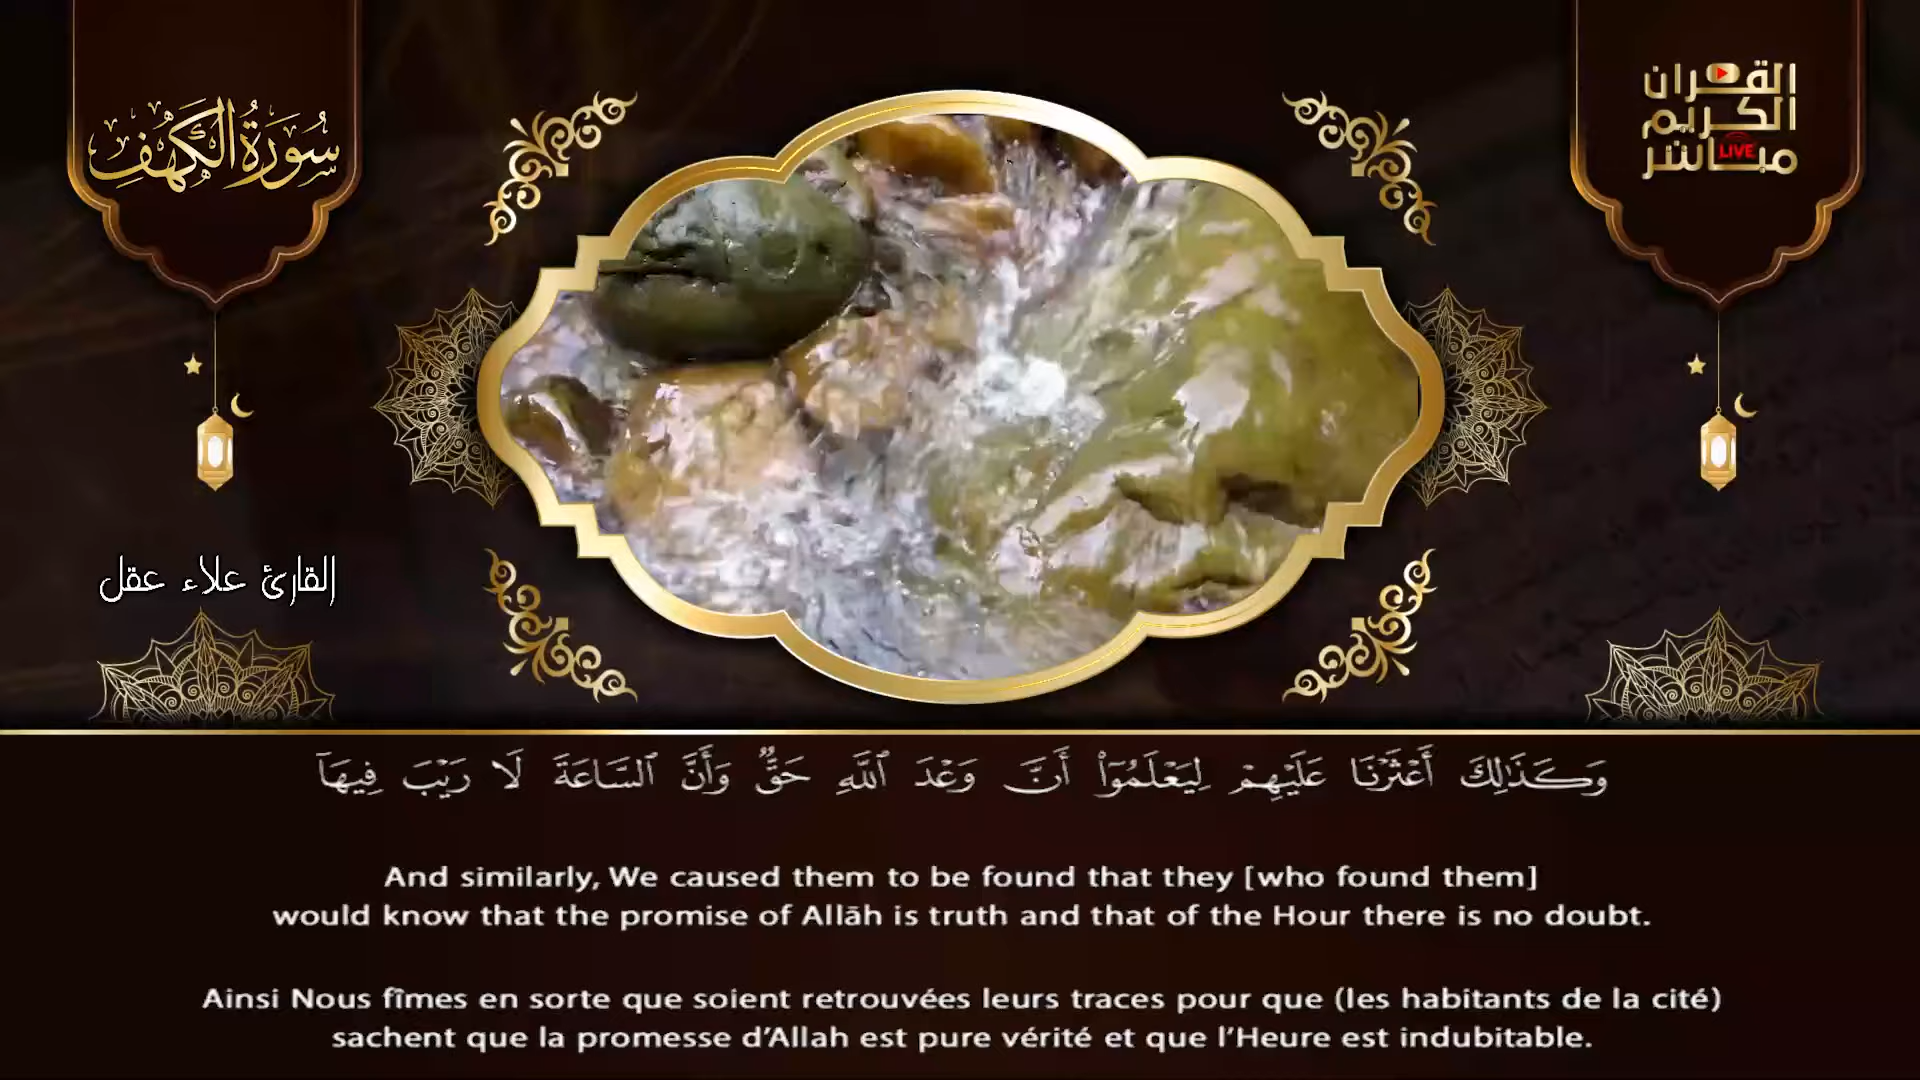 سُورَةُ الكَهْفِ
القرآن
الكريم
مباشر
LIVE
القارئ علاء عقل
وَكَذَٰلِكَ أَعْثَرْنَا عَلَيْهِمْ لِيَعْلَمُوٓا۟ أَنَّ وَعْدَ ٱللَّهِ حَقٌّ وَأَنَّ ٱلسَّاعَةَ لَا رَيْبَ فِيهَآ
And similarly, We caused them to be found that they [who found them]
would know that the promise of Allāh is truth and that of the Hour there is no doubt.
Ainsi Nous fîmes en sorte que soient retrouvées leurs traces pour que (les habitants de la cité)
sachent que la promesse d’Allah est pure vérité et que l’Heure est indubitable.